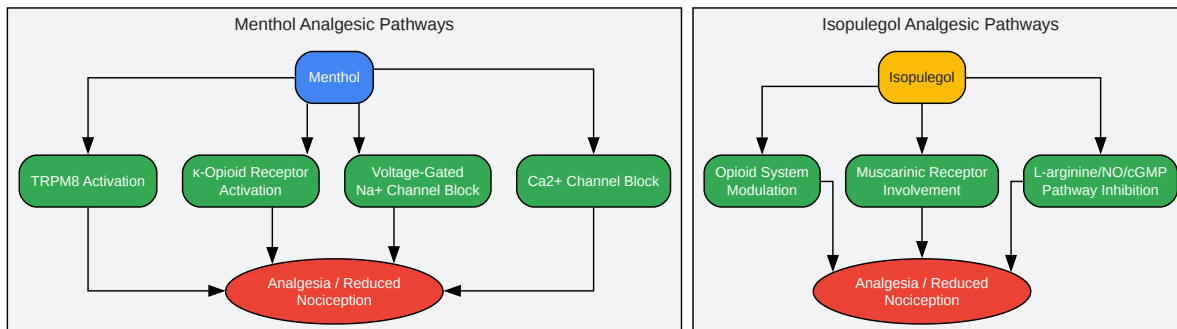 Menthol Analgesic Pathways
Menthol
TRPM8 Activation
κ-Opioid Receptor
Activation
Voltage-Gated
Na+ Channel Block
Ca2+ Channel Block
Analgesia / Reduced
Nociception
Isopulegol Analgesic Pathways
Isopulegol
Opioid System
Modulation
Muscarinic Receptor
Involvement
L-arginine/NO/cGMP
Pathway Inhibition
Analgesia / Reduced
Nociception